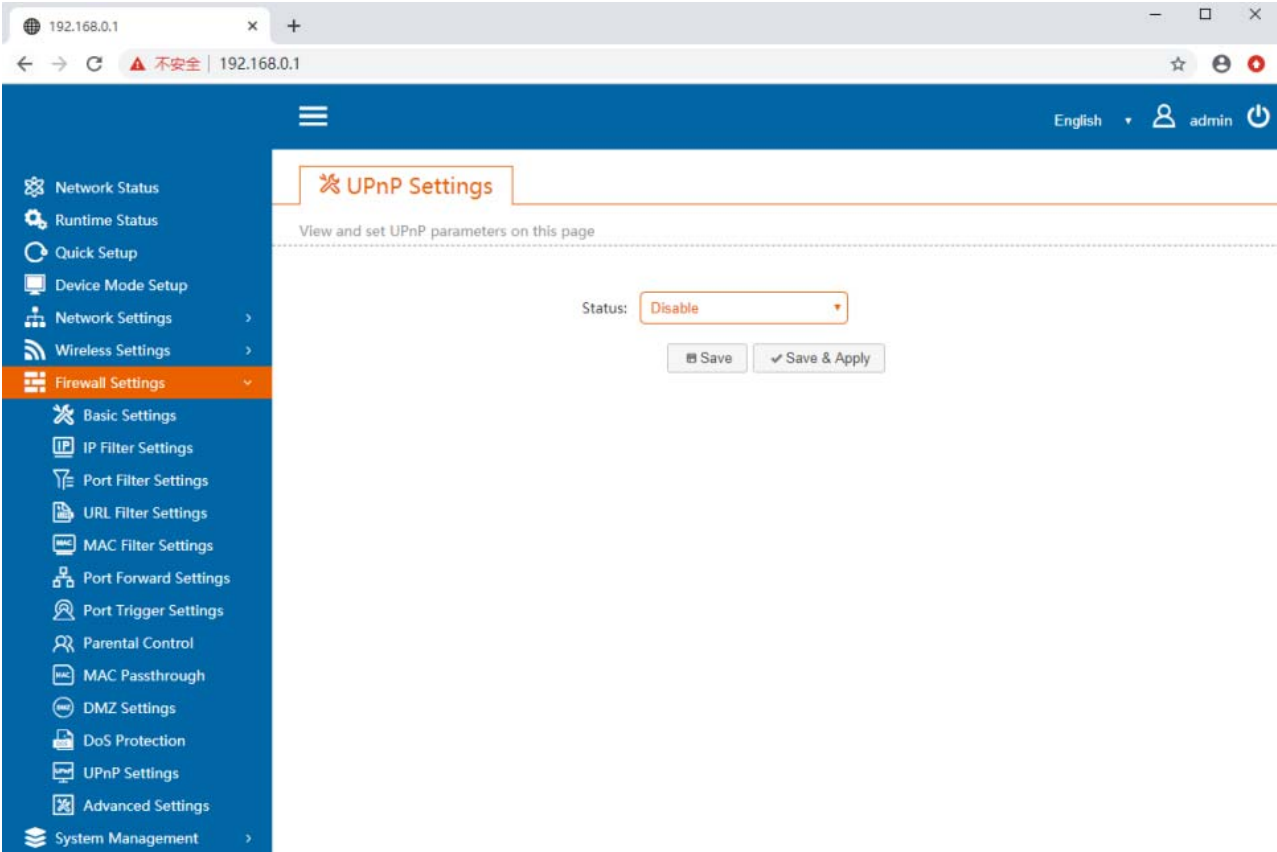 192.168.0.1
不安全 | 192.168.0.1
English admin
Network Status
Runtime Status
Quick Setup
Device Mode Setup
Network Settings
Wireless Settings
Firewall Settings
Basic Settings
IP Filter Settings
Port Filter Settings
URL Filter Settings
MAC Filter Settings
Port Forward Settings
Port Trigger Settings
Parental Control
MAC Passthrough
DMZ Settings
DoS Protection
UPnP Settings
Advanced Settings
System Management
UPnP Settings
View and set UPnP parameters on this page
Status: Disable
Save Save & Apply